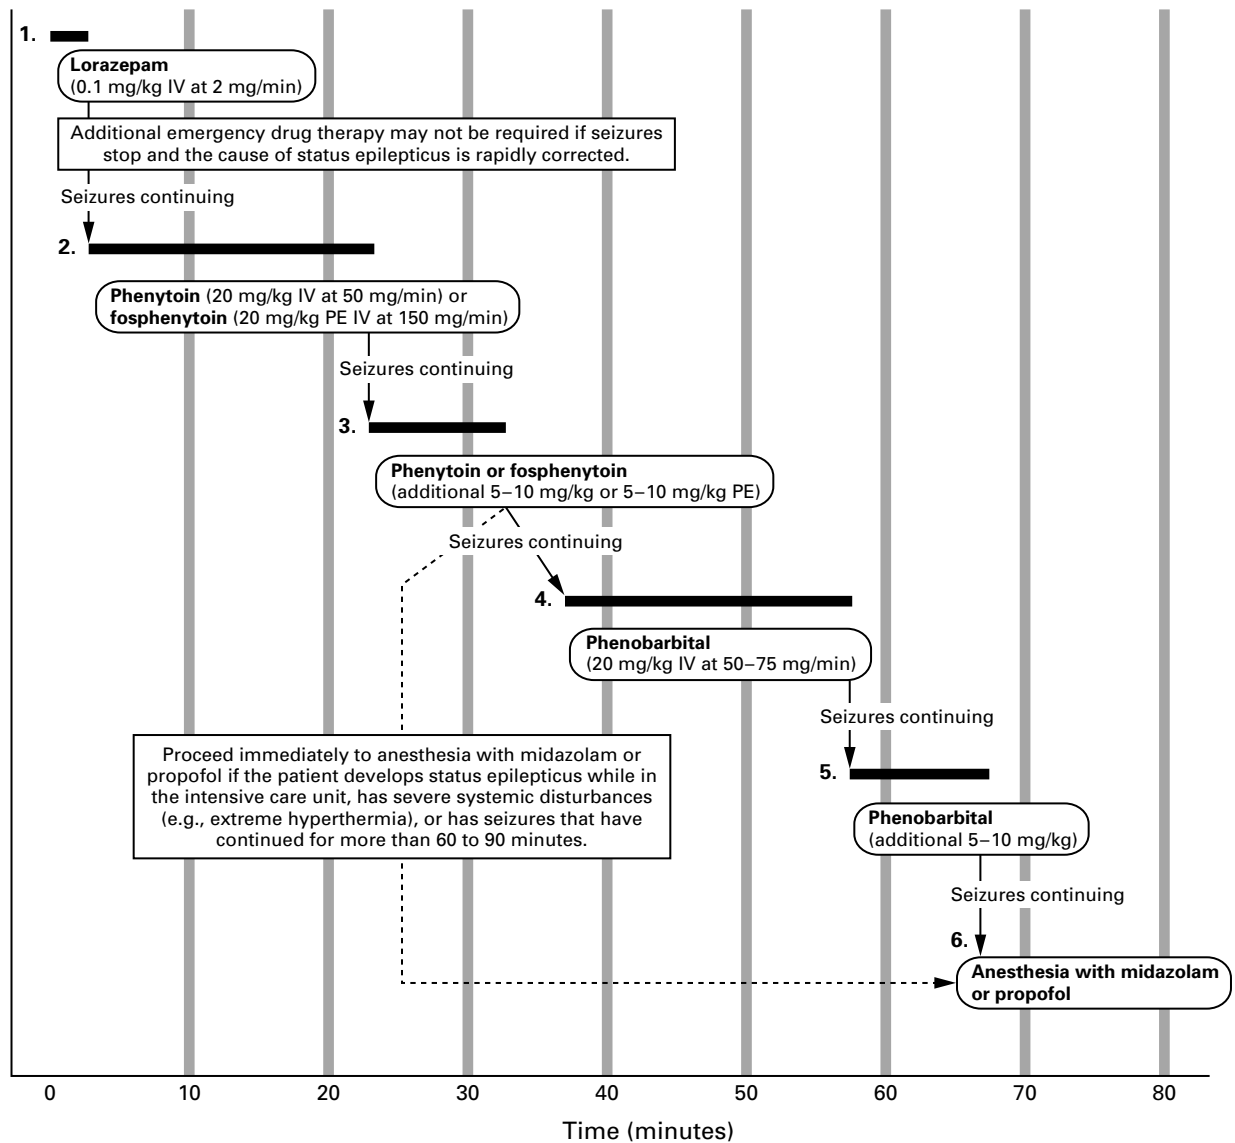 1.
Lorazepam
(0.1 mg/kg IV at 2 mg/min)
Additional emergency drug therapy may not be required if seizures
stop and the cause of status epilepticus is rapidly corrected.
Seizures continuing
2.
Phenytoin (20 mg/kg IV at 50 mg/min) or
fosphenytoin (20 mg/kg PE IV at 150 mg/min)
Seizures continuing
3.
Phenytoin or fosphenytoin
(additional 5–10 mg/kg or 5–10 mg/kg PE)
Seizures continuing
4.
Phenobarbital
(20 mg/kg IV at 50–75 mg/min)
Seizures continuing
Proceed immediately to anesthesia with midazolam or
propofol if the patient develops status epilepticus while in
the intensive care unit, has severe systemic disturbances
(e.g., extreme hyperthermia), or has seizures that have
continued for more than 60 to 90 minutes.
5.
Phenobarbital
(additional 5–10 mg/kg)
Seizures continuing
6.
Anesthesia with midazolam
or propofol
0 10 20 30 40 50 60 70 80
Time (minutes)